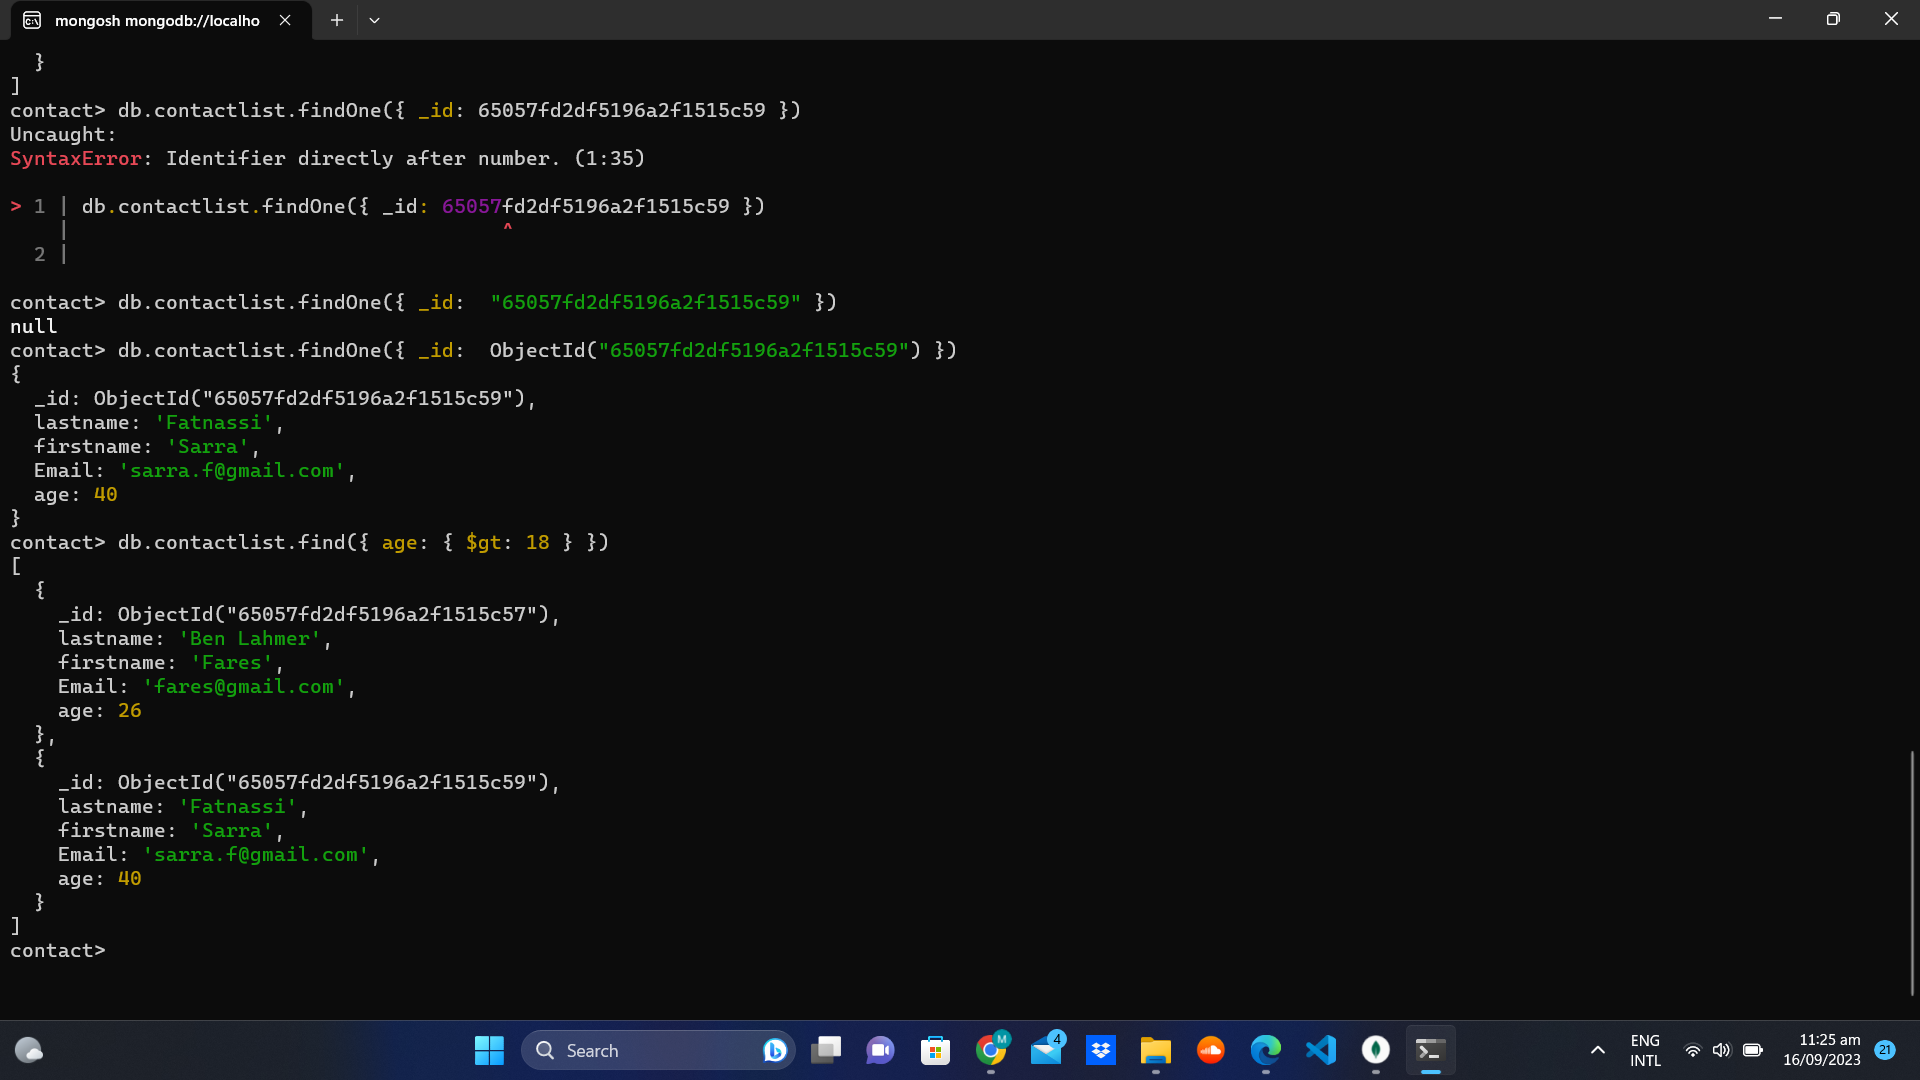 mongosh mongodb://localho
  }
]
contact> db.contactlist.findOne({ _id: 65057fd2df5196a2f1515c59 })
Uncaught:
SyntaxError: Identifier directly after number. (1:35)
> 1 | db.contactlist.findOne({ _id: 65057fd2df5196a2f1515c59 })
    |                                    ^
  2 |
contact> db.contactlist.findOne({ _id:  "65057fd2df5196a2f1515c59" })
null
contact> db.contactlist.findOne({ _id:  ObjectId("65057fd2df5196a2f1515c59") })
{
  _id: ObjectId("65057fd2df5196a2f1515c59"),
  lastname: 'Fatnassi',
  firstname: 'Sarra',
  Email: 'sarra.f@gmail.com',
  age: 40
}
contact> db.contactlist.find({ age: { $gt: 18 } })
[
  {
    _id: ObjectId("65057fd2df5196a2f1515c57"),
    lastname: 'Ben Lahmer',
    firstname: 'Fares',
    Email: 'fares@gmail.com',
    age: 26
  },
  {
    _id: ObjectId("65057fd2df5196a2f1515c59"),
    lastname: 'Fatnassi',
    firstname: 'Sarra',
    Email: 'sarra.f@gmail.com',
    age: 40
  }
]
contact>
Search
M
4
ENG
INTL
11:25 am
16/09/2023
21